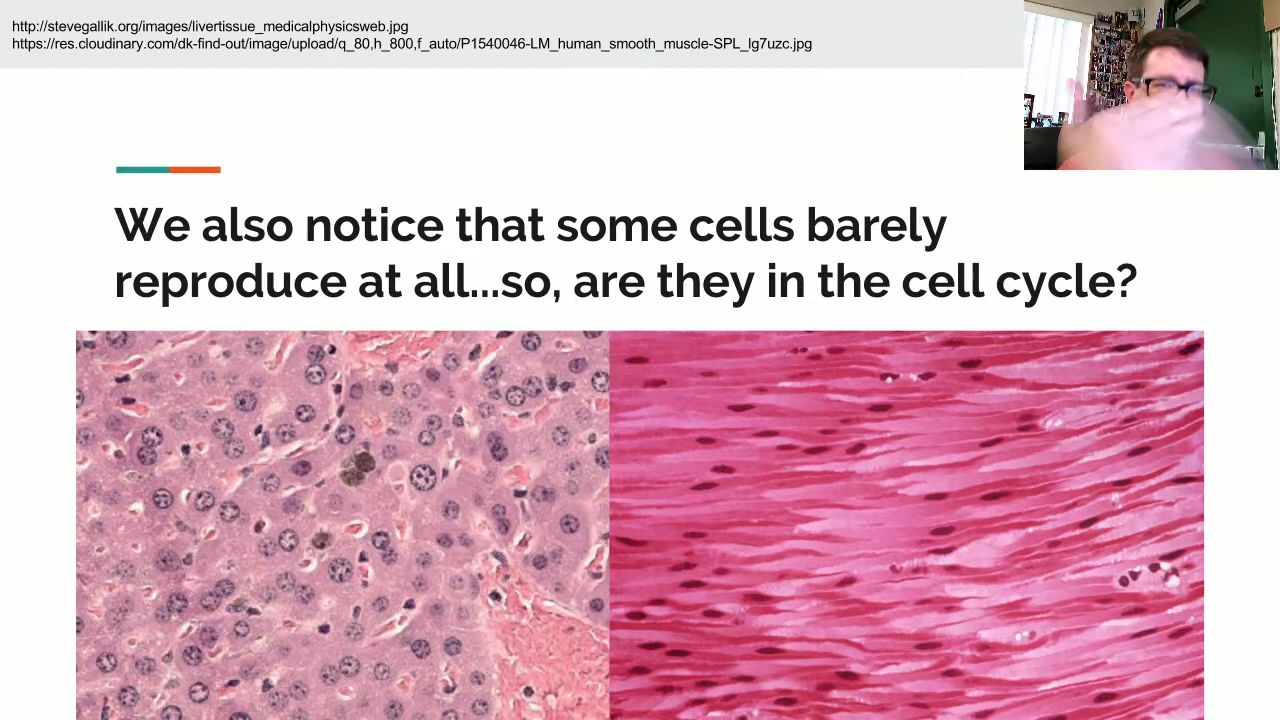 http://stevegallik.org/images/livertissue_medicalphysicsweb.jpg
https://res.cloudinary.com/dk-find-out/image/upload/q_80,h_800,f_auto/P1540046-LM_human_smooth_muscle-SPL_lg7uzc.jpg
We also notice that some cells barely
reproduce at all...so, are they in the cell cycle?